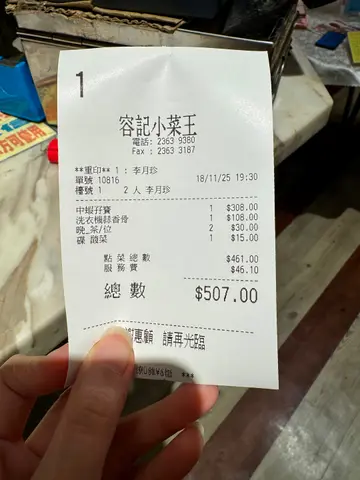 1
容記小菜王
電話: 2363 9380
Fax : 2363 3187
**重印** 1 : 李月珍
單號 10816 18/11/25 19:30
檯號 1 2 人 李月珍
中蝦孖寶 1 $308.00
洗衣機蒜香骨 1 $108.00
晚_茶/位 2 $30.00
碟 酸菜 1 $15.00
點菜總數 $461.00
服務費 $46.10
總數 $507.00
惠顧 請再光臨
***